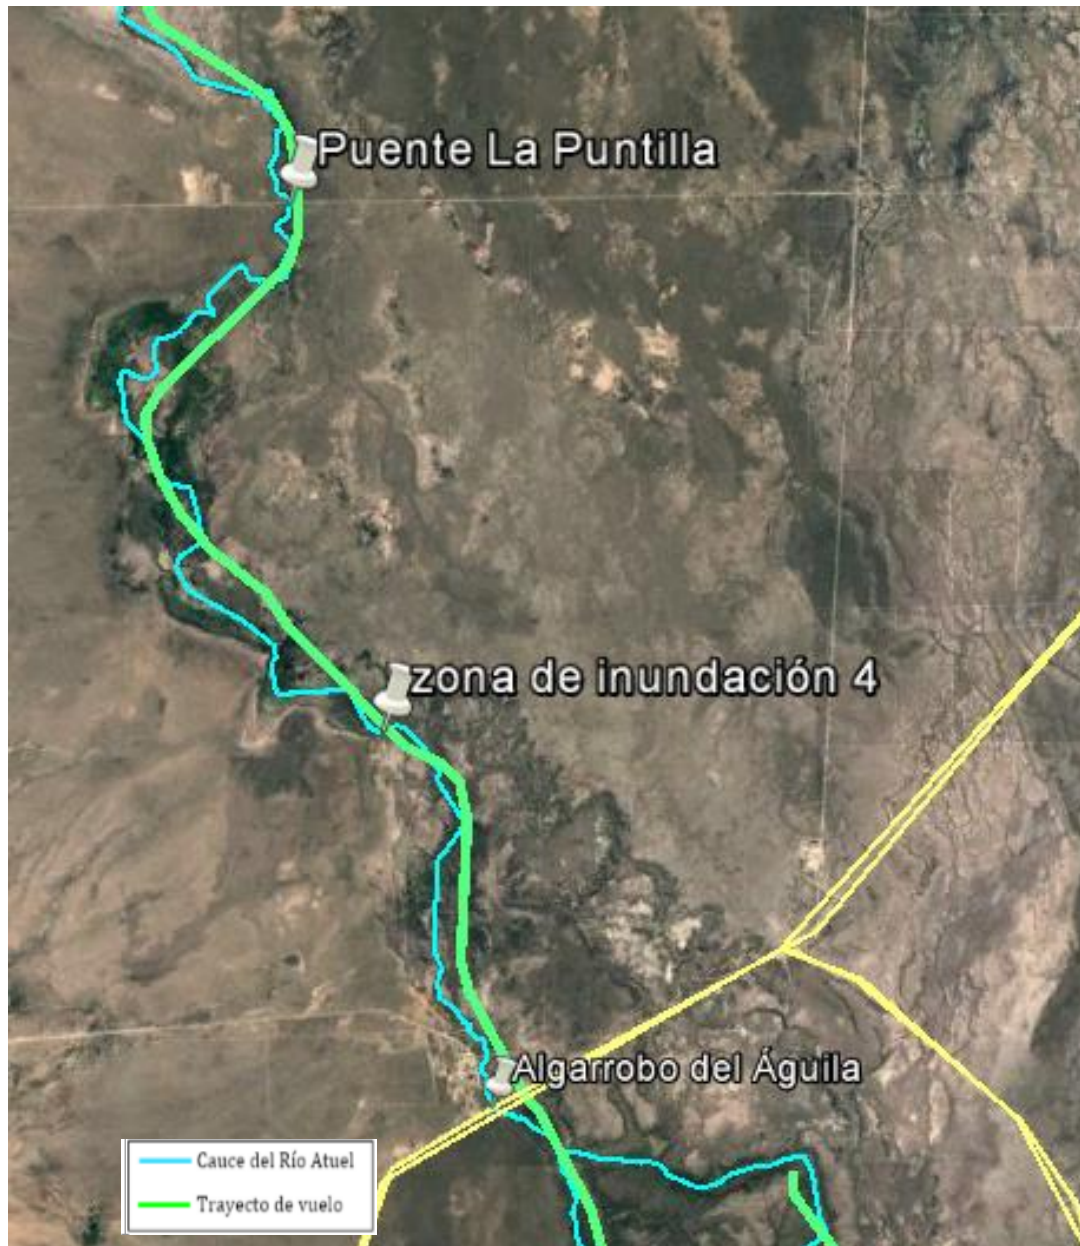 Puente La Puntilla
zona de inundación 4
Algarrobo del Águila
Cauce del Río Atuel
Trayecto de vuelo